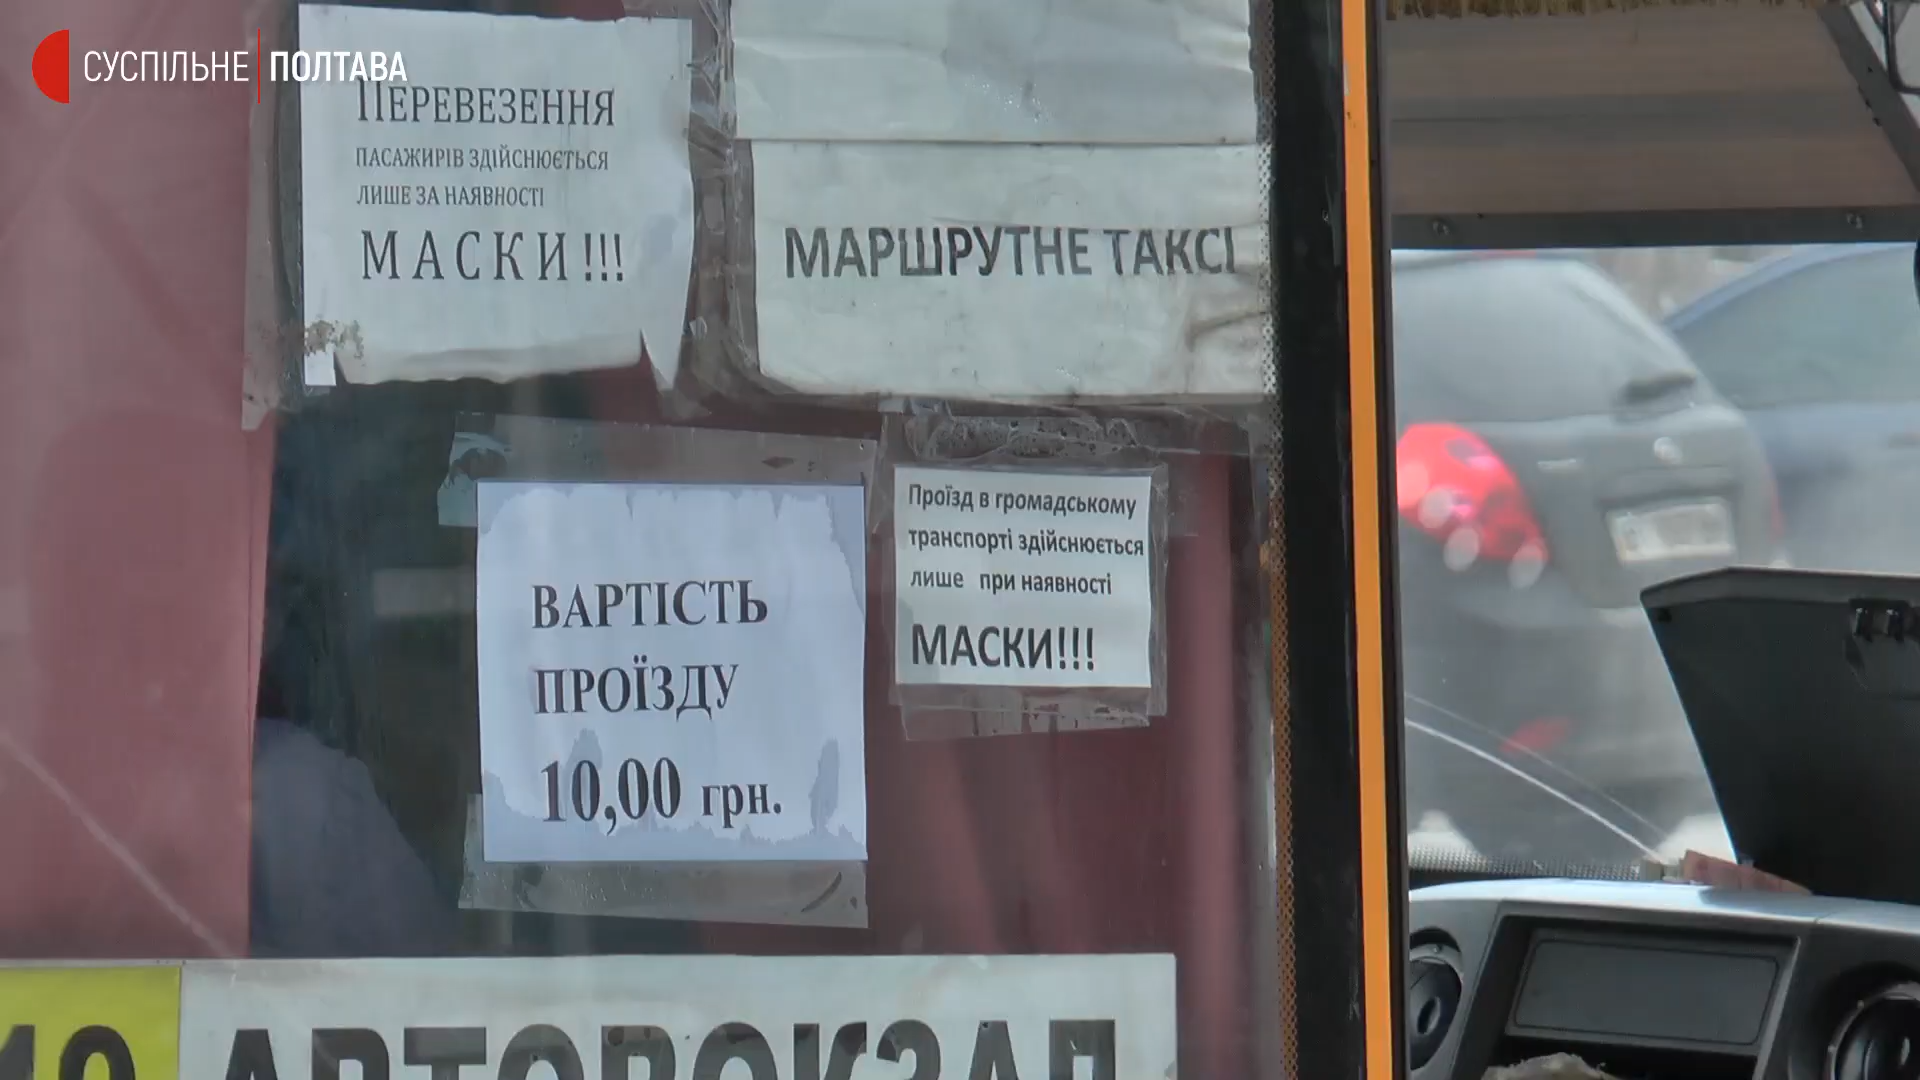 СУСПІЛЬНЕ ПОЛТАВА
ПЕРЕВЕЗЕННЯ
ПАСАЖИРІВ ЗДІЙСНЮЄТЬСЯ
ЛИШЕ ЗА НАЯВНОСТІ
МАСКИ!!!
МАРШРУТНЕ ТАКСІ
ВАРТІСТЬ
ПРОЇЗДУ
10,00 грн.
Проїзд в громадському
транспорті здійснюється
лише при наявності
МАСКИ!!!
АВТОВОКЗАЛ